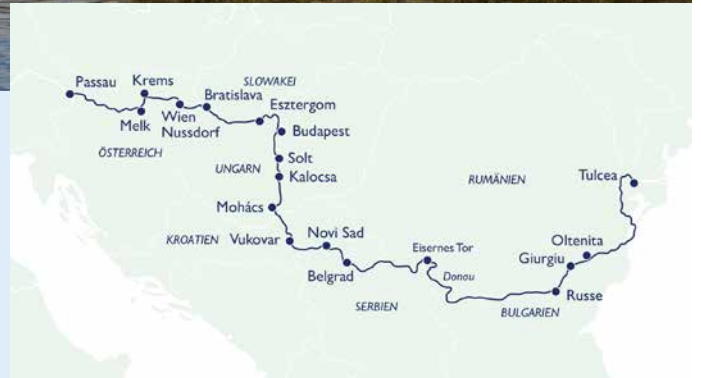 Passau
Krems
SLOWAKEI
Bratislava
Esztergom
Melk
Wien
Nussdorf
Budapest
ÖSTERREICH
Solt
UNGARN
Kalocsa
RUMÄNIEN
Tulcea
Mohács
KROATIEN
Vukovar
Novi Sad
Eisernes Tor
Oltenita
Giurgiu
Belgrad
Donau
Russe
SERBIEN
BULGARIEN